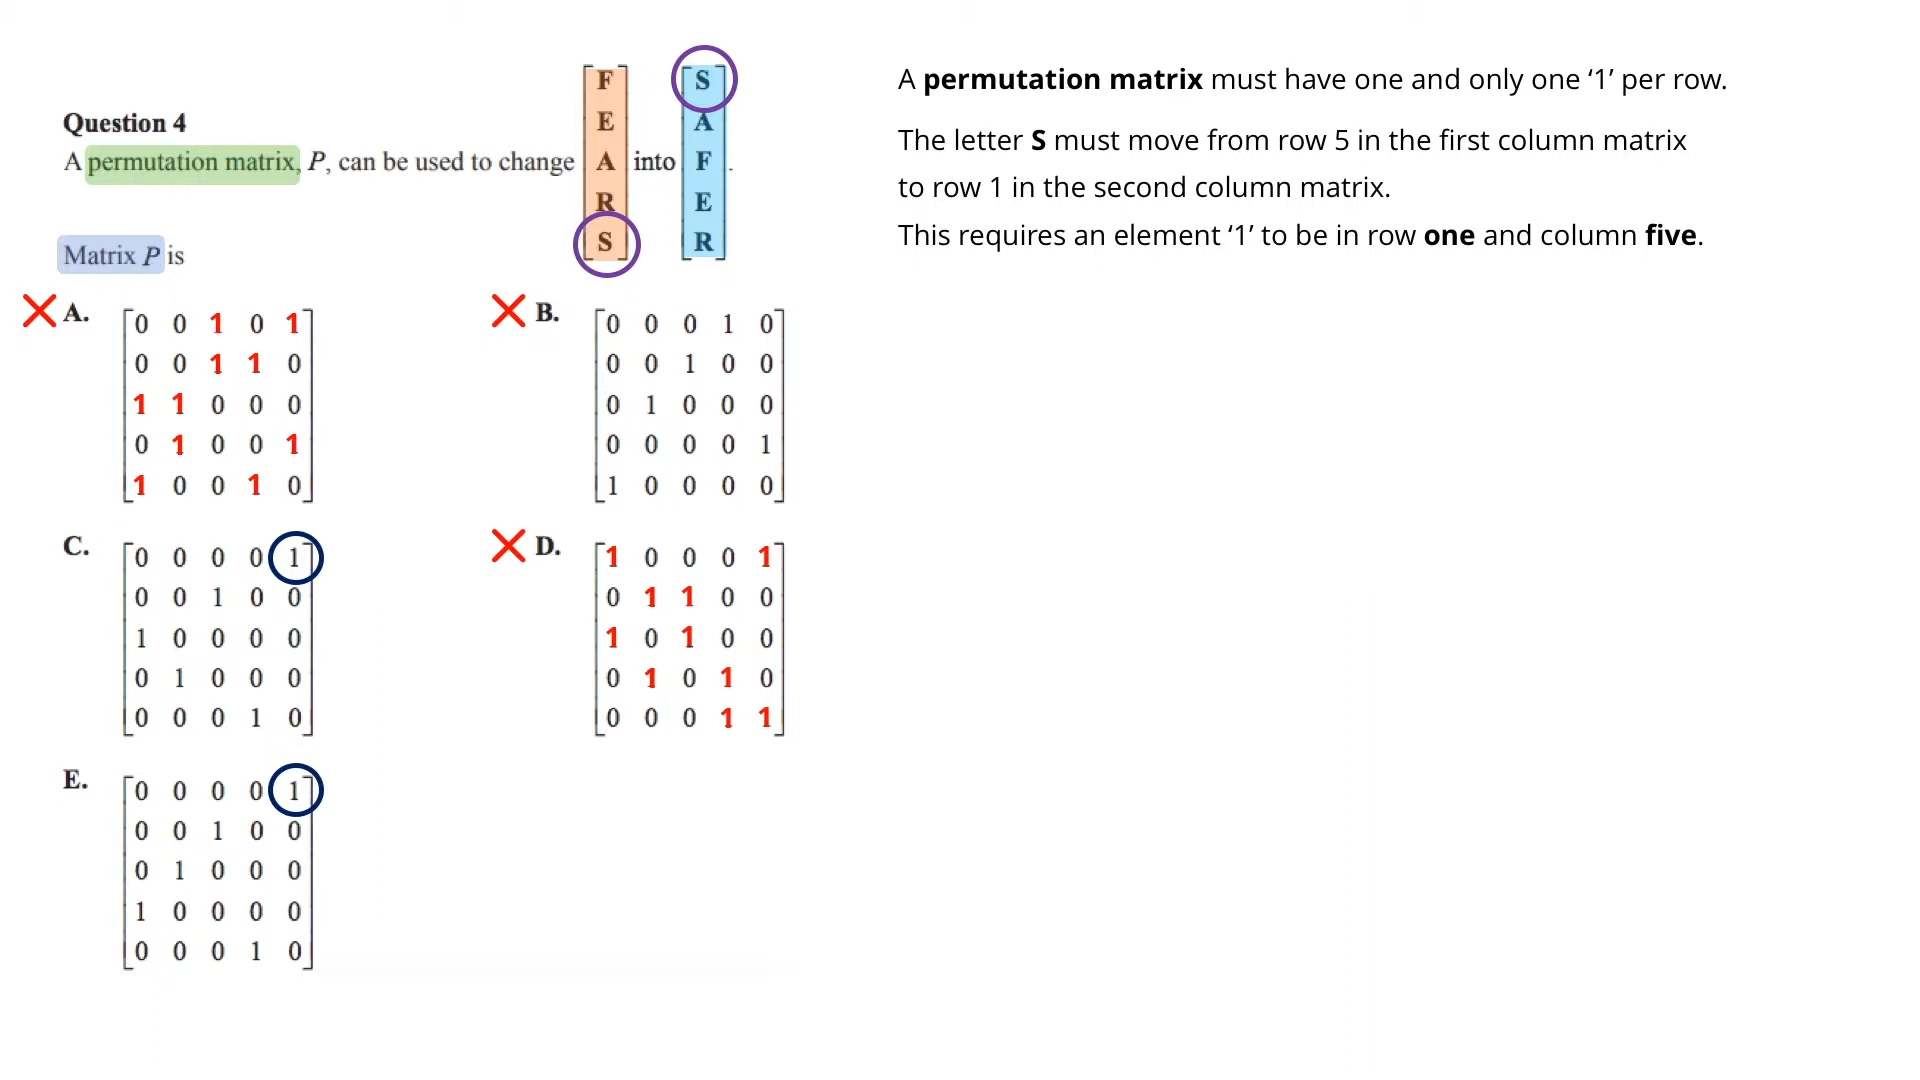 Question 4
A permutation matrix, P, can be used to change [F E A R S] into [S A F E R].
Matrix P is
A.
0 0 1 0 1
0 0 1 1 0
1 1 0 0 0
0 1 0 0 1
1 0 0 1 0
B.
0 0 0 1 0
0 0 1 0 0
0 1 0 0 0
0 0 0 0 1
1 0 0 0 0
C.
0 0 0 0 1
0 0 1 0 0
1 0 0 0 0
0 1 0 0 0
0 0 0 1 0
D.
1 0 0 0 1
0 1 1 0 0
1 0 1 0 0
0 1 0 1 0
0 0 0 1 1
E.
0 0 0 0 1
0 0 1 0 0
0 1 0 0 0
1 0 0 0 0
0 0 0 1 0
A permutation matrix must have one and only one ‘1’ per row.
The letter S must move from row 5 in the first column matrix
to row 1 in the second column matrix.
This requires an element ‘1’ to be in row one and column five.